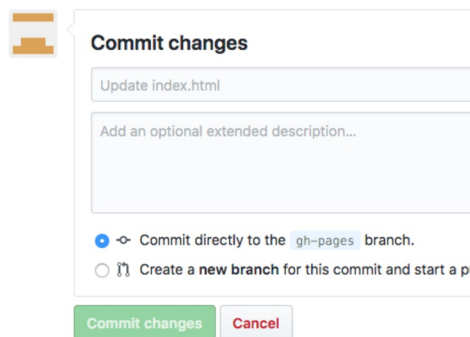 Commit changes
Update index.html
Add an optional extended description...
Commit directly to the gh-pages branch.
Create a new branch for this commit and start a
Commit changes Cancel